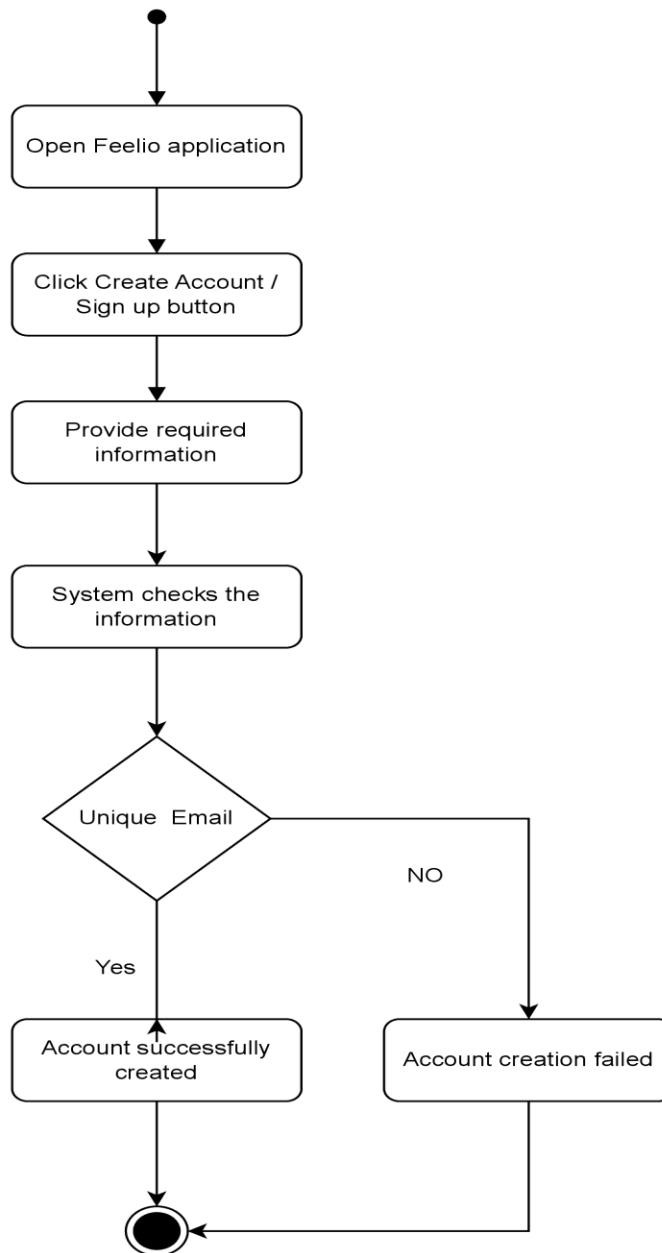 Open Feelio application
Click Create Account /
Sign up button
Provide required
information
System checks the
information
Unique Email
NO
Yes
Account successfully
created
Account creation failed